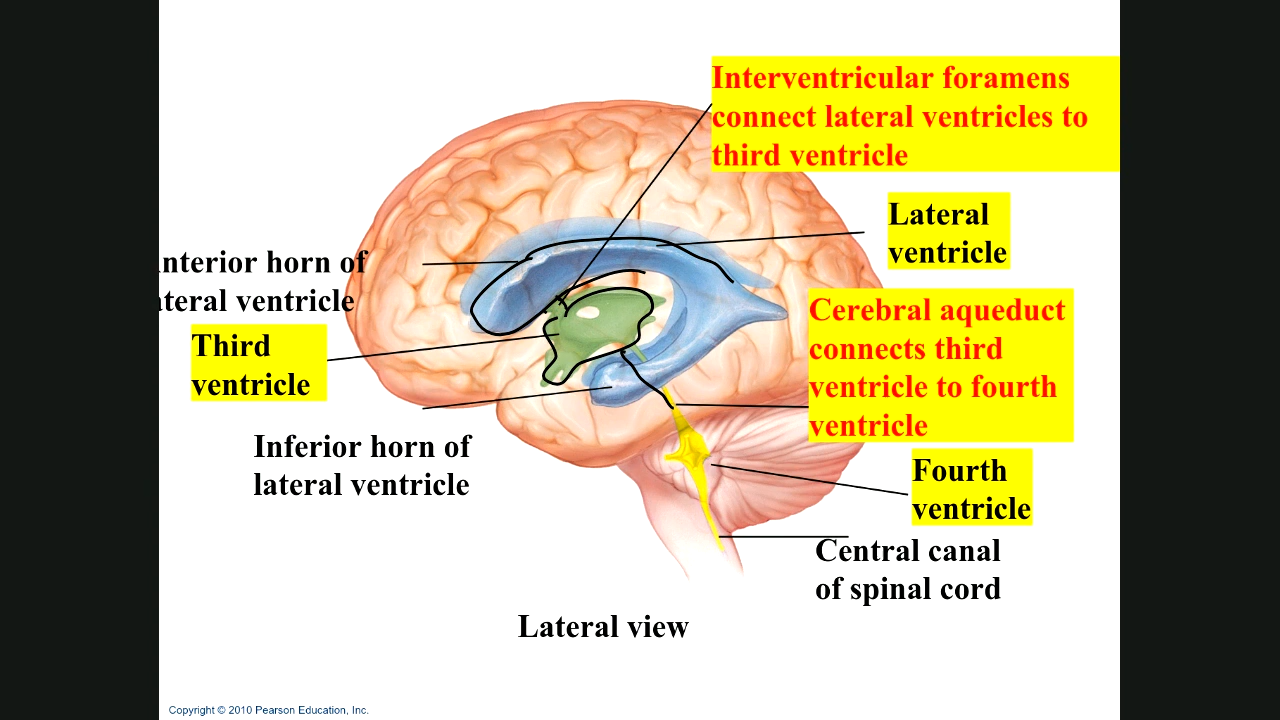 Interventricular foramens
connect lateral ventricles to
third ventricle
Lateral
ventricle
nterior horn of
ateral ventricle
Third
ventricle
Cerebral aqueduct
connects third
ventricle to fourth
ventricle
Inferior horn of
lateral ventricle
Fourth
ventricle
Central canal
of spinal cord
Lateral view
Copyright © 2010 Pearson Education, Inc.